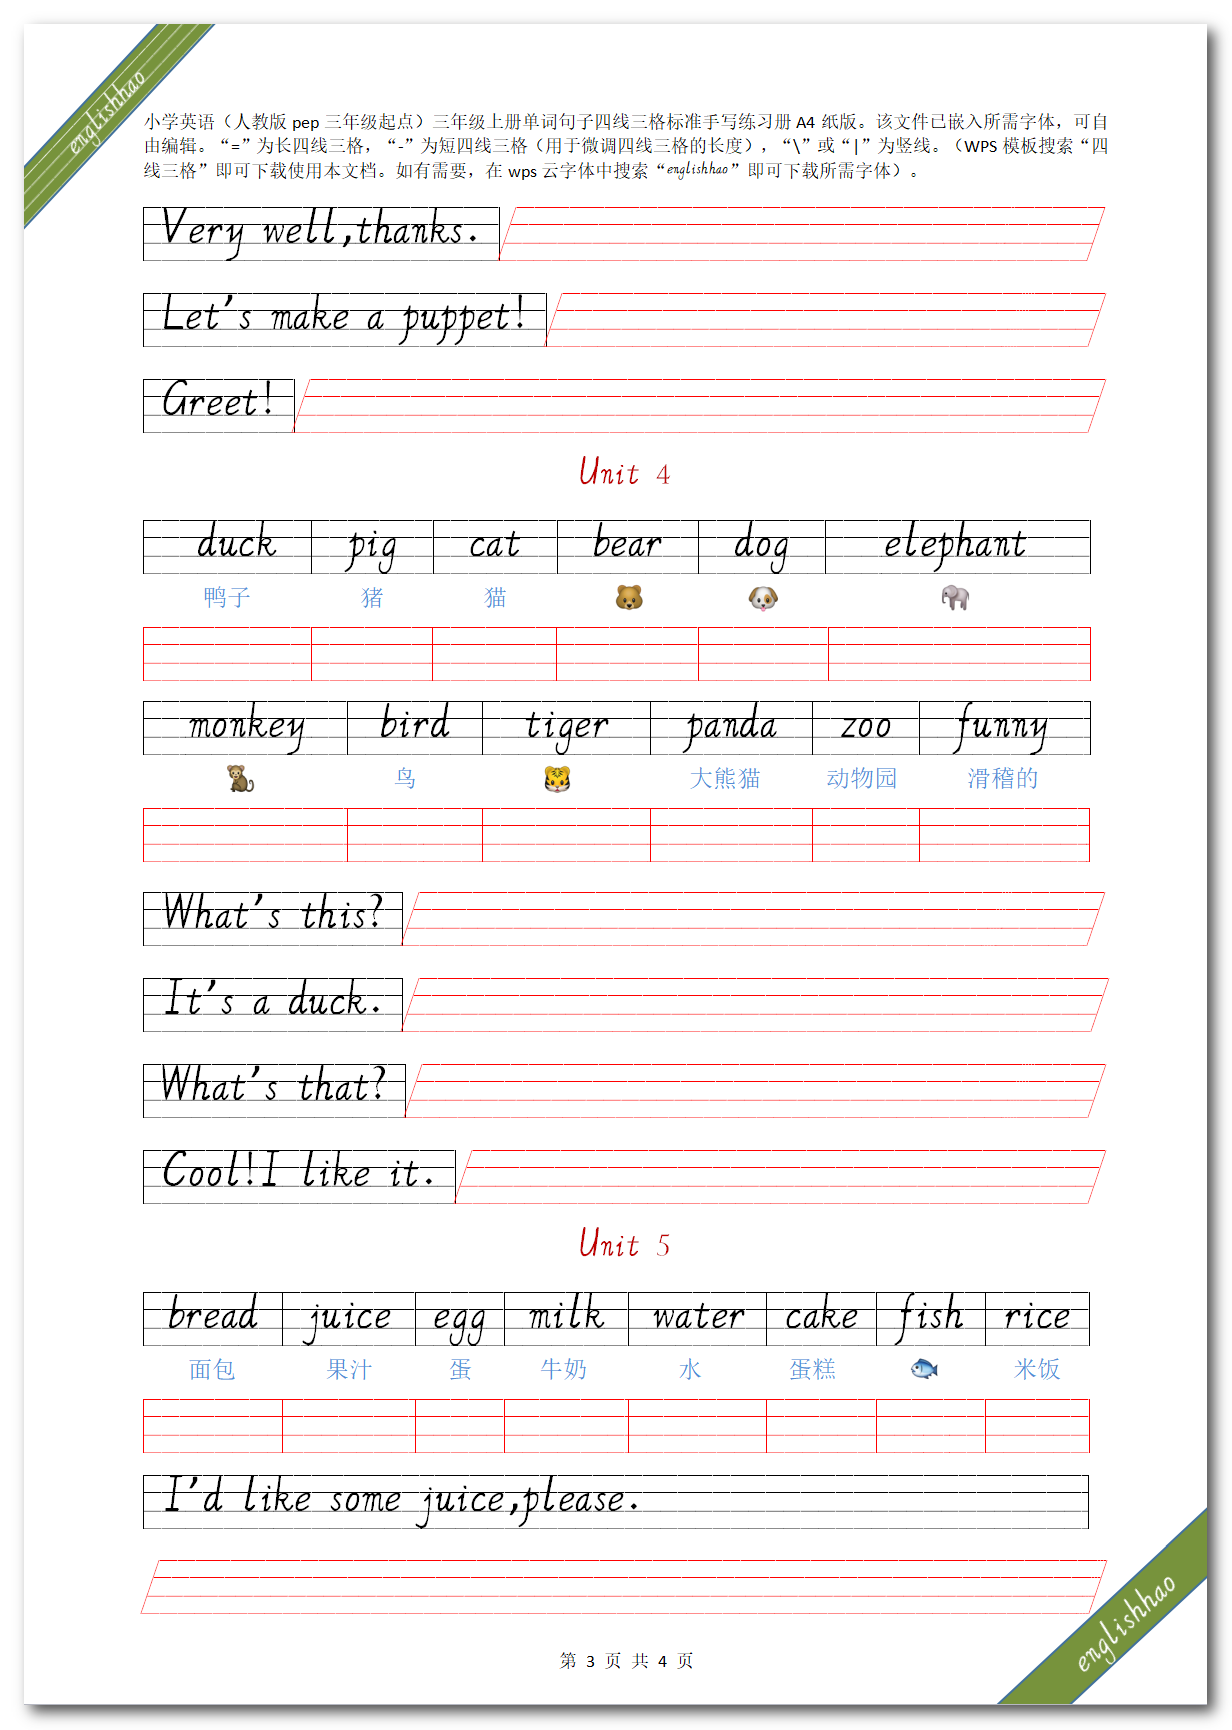 englishhao
小学英语（人教版 pep 三年级起点）三年级上册单词句子四线三格标准手写练习册 A4 纸版。该文件已嵌入所需字体，可自
由编辑。“=”为长四线三格，“-”为短四线三格（用于微调四线三格的长度），“\”或“|”为竖线。（WPS 模板搜索“四
线三格”即可下载使用本文档。如有需要，在 wps 云字体中搜索“englishhao”即可下载所需字体）。
Very well,thanks.
Let's make a puppet!
Greet!
Unit 4
duck pig cat bear dog elephant
鸭子 猪 猫
monkey bird tiger panda zoo funny
鸟 大熊猫 动物园 滑稽的
What's this?
It's a duck.
What's that?
Cool!I like it.
Unit 5
bread juice egg milk water cake fish rice
面包 果汁 蛋 牛奶 水 蛋糕 米饭
I'd like some juice,please.
englishhao
第 3 页 共 4 页